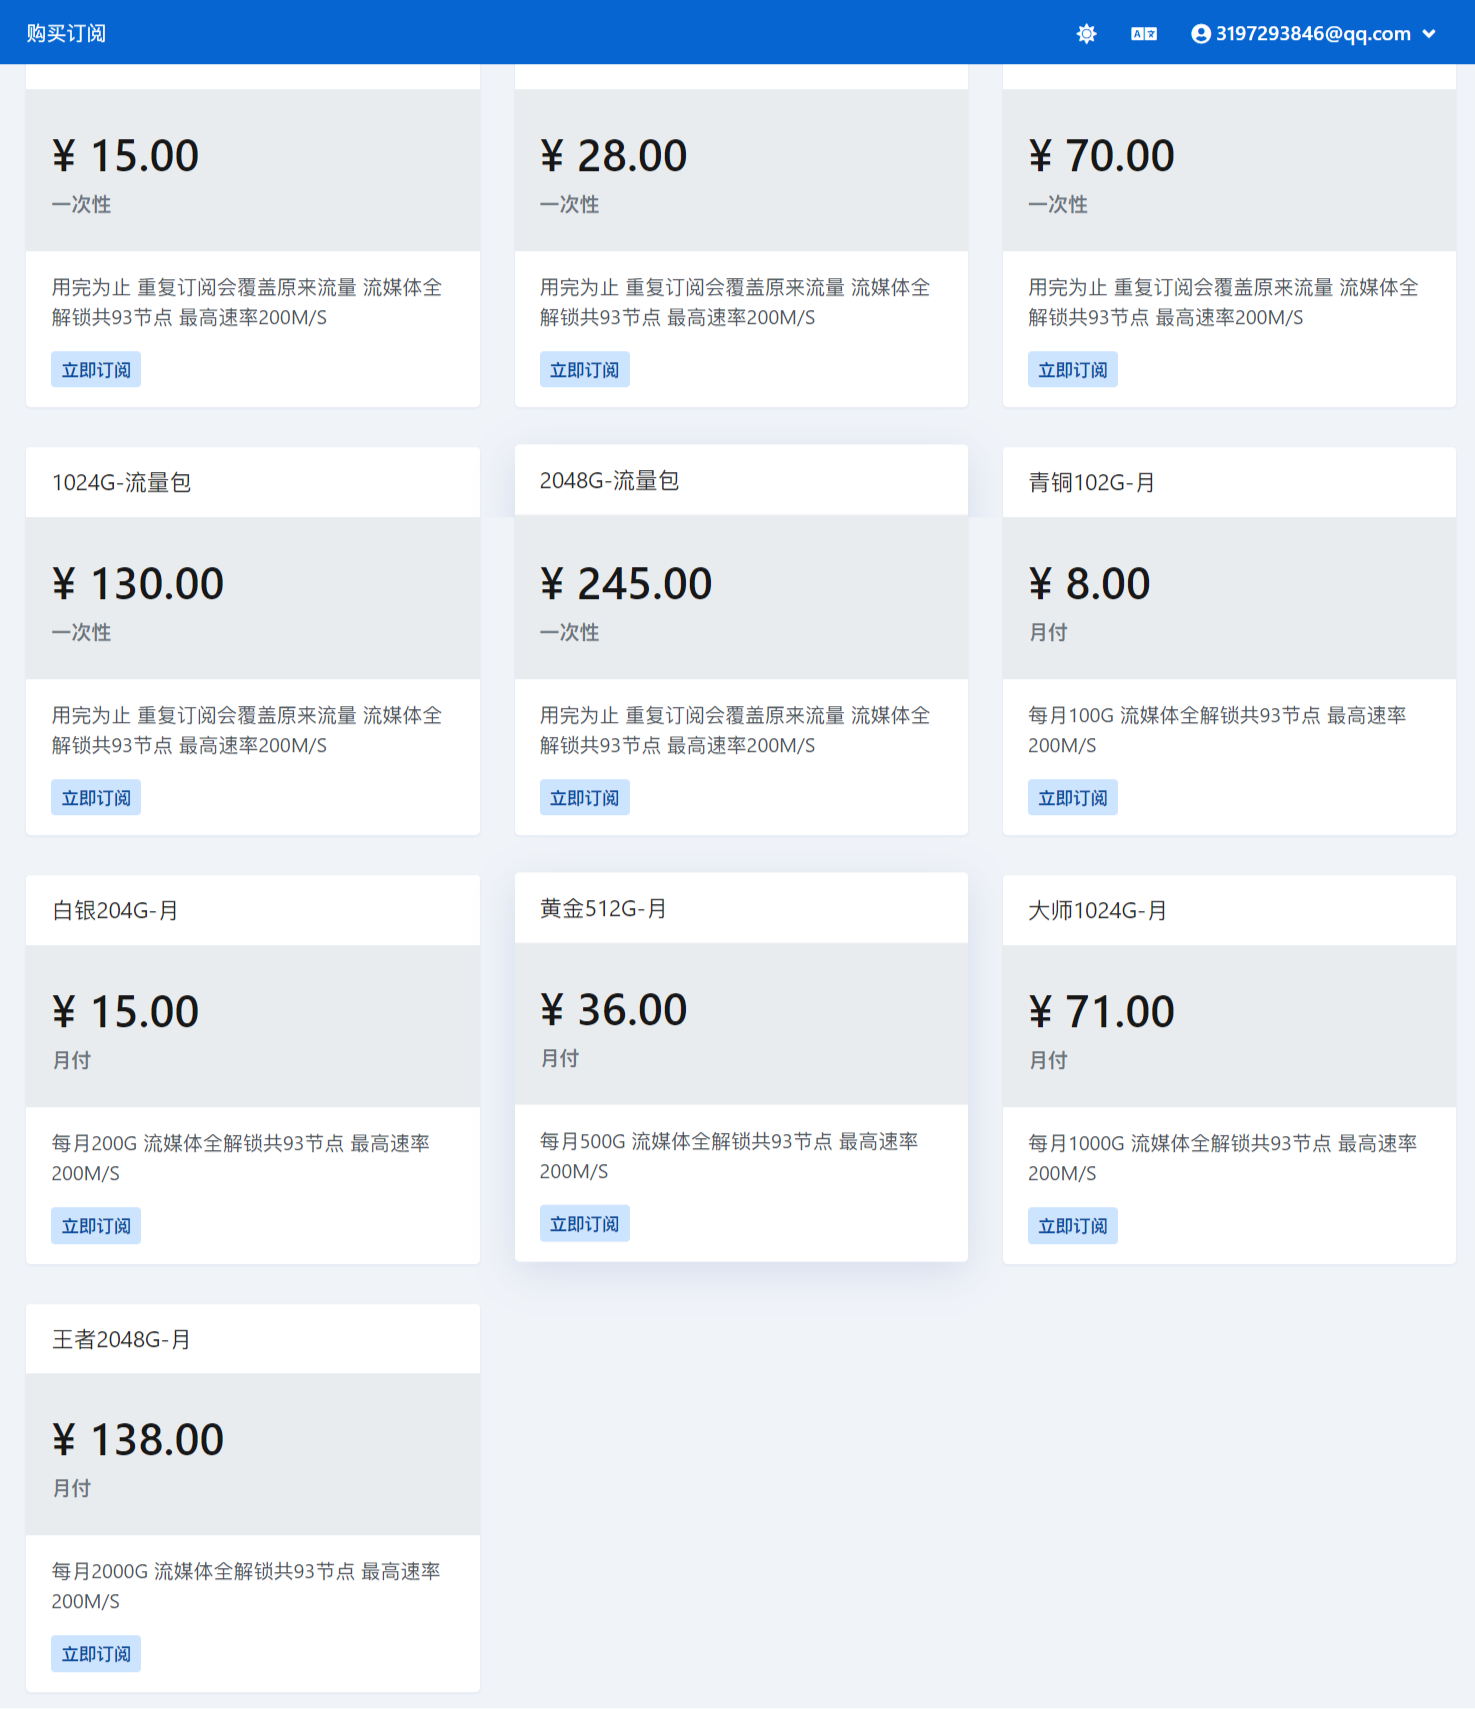 购买订阅
3197293846@qq.com
¥ 15.00
一次性
用完为止 重复订阅会覆盖原来流量 流媒体全
解锁共93节点 最高速率200M/S
立即订阅
¥ 28.00
一次性
用完为止 重复订阅会覆盖原来流量 流媒体全
解锁共93节点 最高速率200M/S
立即订阅
¥ 70.00
一次性
用完为止 重复订阅会覆盖原来流量 流媒体全
解锁共93节点 最高速率200M/S
立即订阅
1024G-流量包
¥ 130.00
一次性
用完为止 重复订阅会覆盖原来流量 流媒体全
解锁共93节点 最高速率200M/S
立即订阅
2048G-流量包
¥ 245.00
一次性
用完为止 重复订阅会覆盖原来流量 流媒体全
解锁共93节点 最高速率200M/S
立即订阅
青铜102G-月
¥ 8.00
月付
每月100G 流媒体全解锁共93节点 最高速率
200M/S
立即订阅
白银204G-月
¥ 15.00
月付
每月200G 流媒体全解锁共93节点 最高速率
200M/S
立即订阅
黄金512G-月
¥ 36.00
月付
每月500G 流媒体全解锁共93节点 最高速率
200M/S
立即订阅
大师1024G-月
¥ 71.00
月付
每月1000G 流媒体全解锁共93节点 最高速率
200M/S
立即订阅
王者2048G-月
¥ 138.00
月付
每月2000G 流媒体全解锁共93节点 最高速率
200M/S
立即订阅